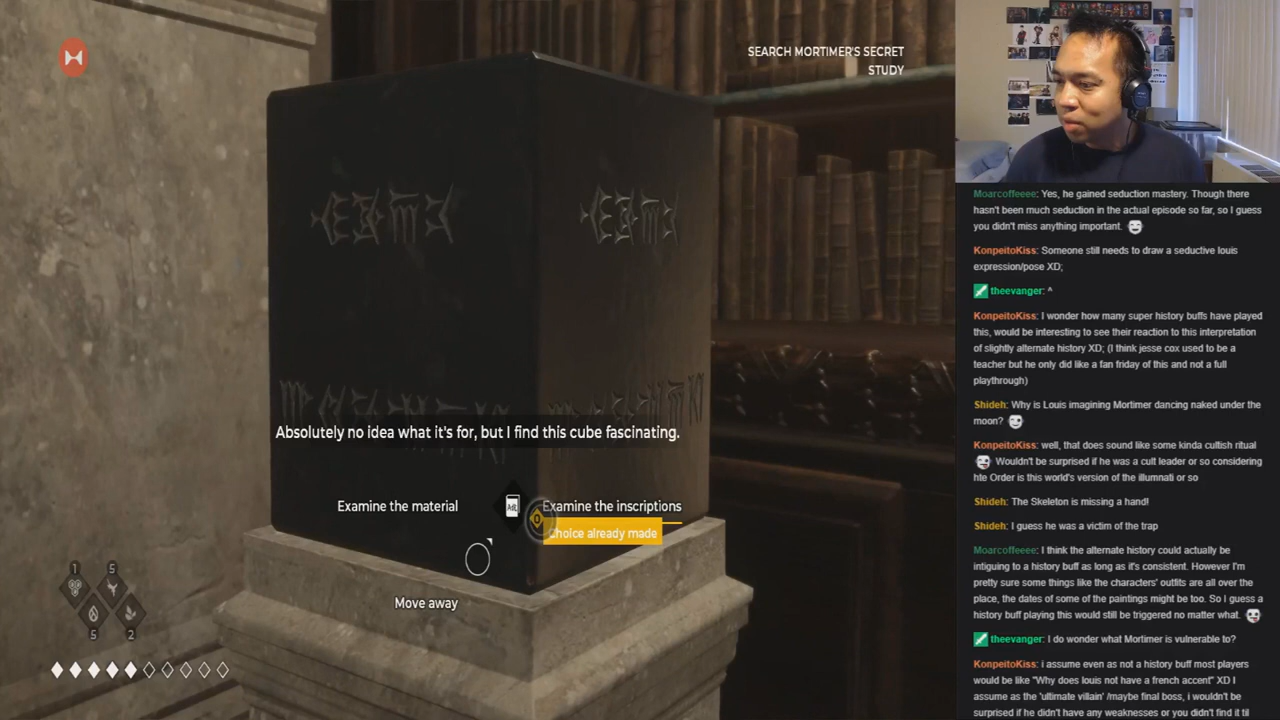 SEARCH MORTIMER'S SECRET
STUDY
Absolutely no idea what it's for, but I find this cube fascinating.
Examine the material
Examine the inscriptions
Choice already made
Move away
1
5
5
2
Moarcoffeeee: Yes, he gained seduction mastery. Though there
hasn't been much seduction in the actual episode so far, so I guess
you didn't miss anything important.
KonpeitoKiss: Someone still needs to draw a seductive louis
expression/pose XD;
theevanger: ^
KonpeitoKiss: I wonder how many super history buffs have played
this, would be interesting to see their reaction to this interpretation
of slightly alternate history XD; (I think jesse cox used to be a
teacher but he only did like a fan friday of this and not a full
playthrough)
Shideh: Why is Louis imagining Mortimer dancing naked under the
moon?
KonpeitoKiss: well, that does sound like some kinda cultish ritual
Wouldn't be surprised if he was a cult leader or so considering
hte Order is this world's version of the illumnati or so
Shideh: The Skeleton is missing a hand!
Shideh: I guess he was a victim of the trap
Moarcoffeeee: I think the alternate history could actually be
intiguing to a history buff as long as it's consistent. However I'm
pretty sure some things like the characters' outfits are all over the
place, the dates of some of the paintings might be too. So I guess a
history buff playing this would still be triggered no matter what.
theevanger: I do wonder what Mortimer is vulnerable to?
KonpeitoKiss: i assume even as not a history buff most players
would be like "Why does louis not have a french accent" XD I
assume as the 'ultimate villain' /maybe final boss, i wouldn't be
surprised if he didn't have any weaknesses or you didn't find it til